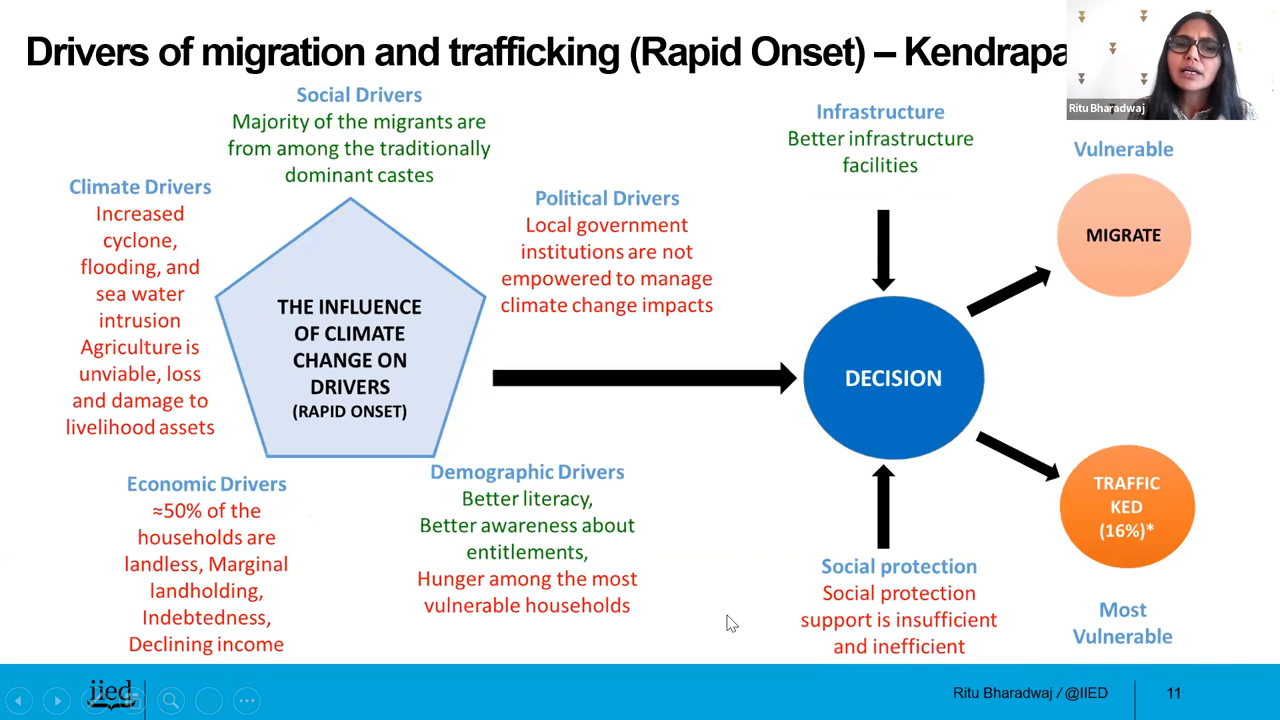 Drivers of migration and trafficking (Rapid Onset) – Kendrapa
Ritu Bharadwaj
Social Drivers
Majority of the migrants are
from among the traditionally
dominant castes
Climate Drivers
Increased
cyclone,
flooding, and
sea water
intrusion
Agriculture is
unviable, loss
and damage to
livelihood assets
THE INFLUENCE
OF CLIMATE
CHANGE ON
DRIVERS
(RAPID ONSET)
Political Drivers
Local government
institutions are not
empowered to manage
climate change impacts
Economic Drivers
≈50% of the
households are
landless, Marginal
landholding,
Indebtedness,
Declining income
Demographic Drivers
Better literacy,
Better awareness about
entitlements,
Hunger among the most
vulnerable households
Infrastructure
Better infrastructure
facilities
DECISION
Social protection
Social protection
support is insufficient
and inefficient
Vulnerable
MIGRATE
TRAFFIC
KED
(16%)*
Most
Vulnerable
iied
Ritu Bharadwaj / @IIED
11